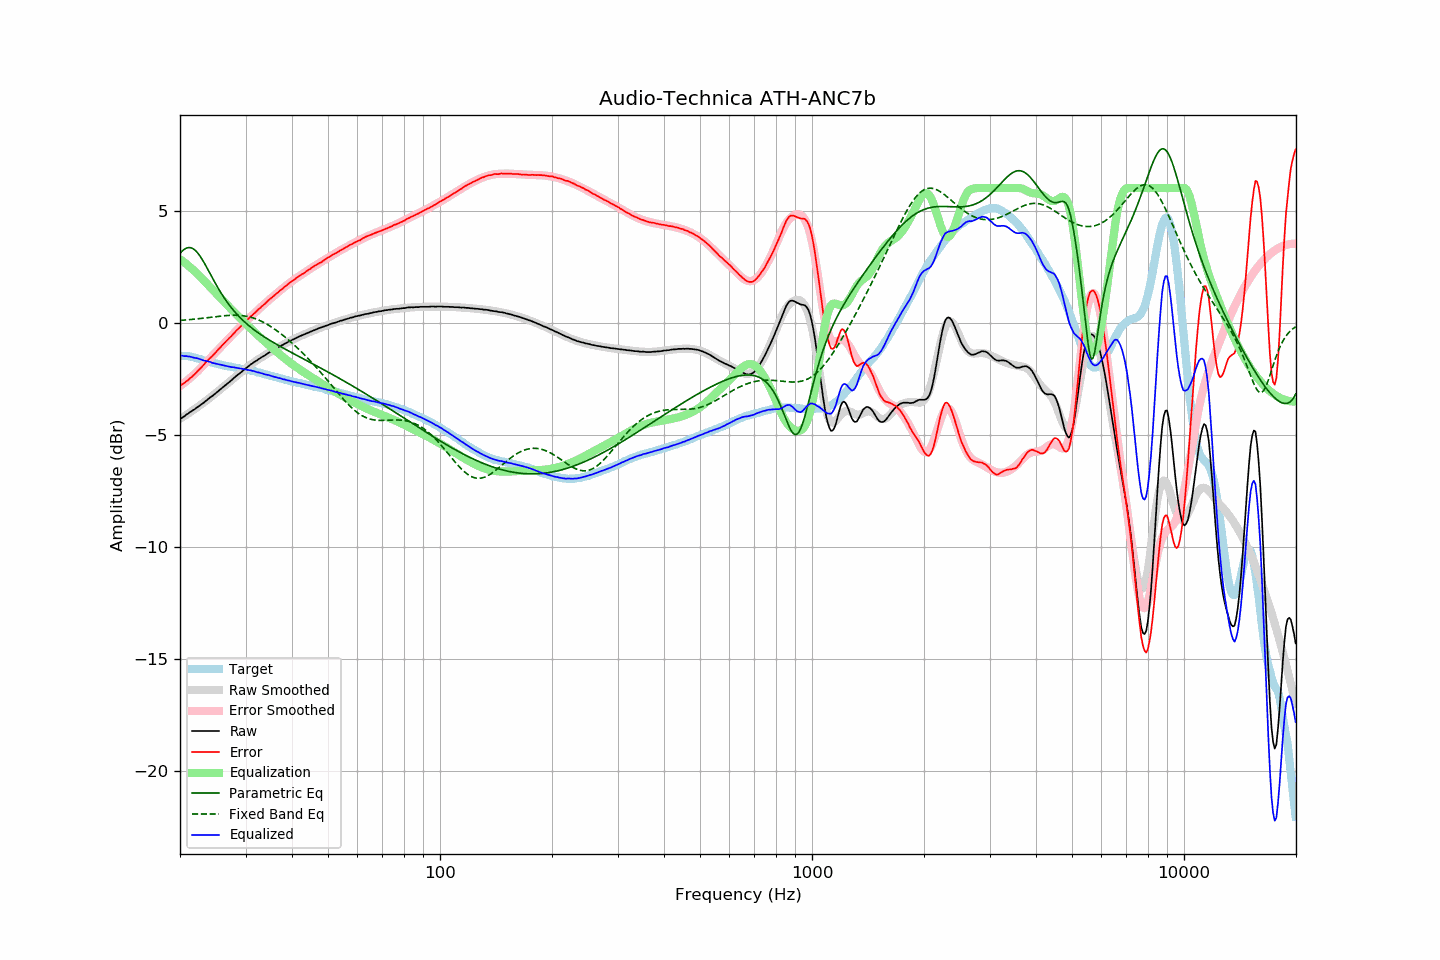 Audio-Technica ATH-ANC7b
Amplitude (dBr)
5
0
−5
−10
−15
−20
Target
Raw Smoothed
Error Smoothed
Raw
Error
Equalization
Parametric Eq
Fixed Band Eq
Equalized
100
1000
10000
Frequency (Hz)